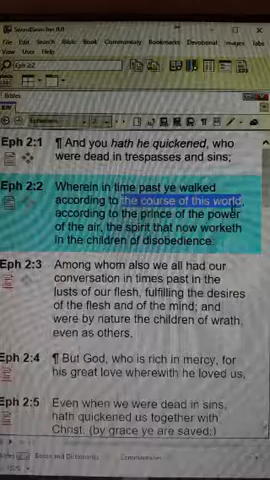 SwordSearcher 8.0
File Edit Search Bible Book Commentary Bookmarks Devotional Images Tabs
View User Help
Eph 2:2
Bibles
KJV
Ephesians
Eph 2:1 ¶ And you hath he quickened, who
were dead in trespasses and sins;
Eph 2:2 Wherein in time past ye walked
according to the course of this world,
according to the prince of the power
of the air, the spirit that now worketh
in the children of disobedience:
Eph 2:3 Among whom also we all had our
conversation in times past in the
lusts of our flesh, fulfilling the desires
of the flesh and of the mind; and
were by nature the children of wrath,
even as others.
Eph 2:4 ¶ But God, who is rich in mercy, for
his great love wherewith he loved us,
Eph 2:5 Even when we were dead in sins,
hath quickened us together with
Christ, (by grace ye are saved;)
Books and Dictionaries Commentaries